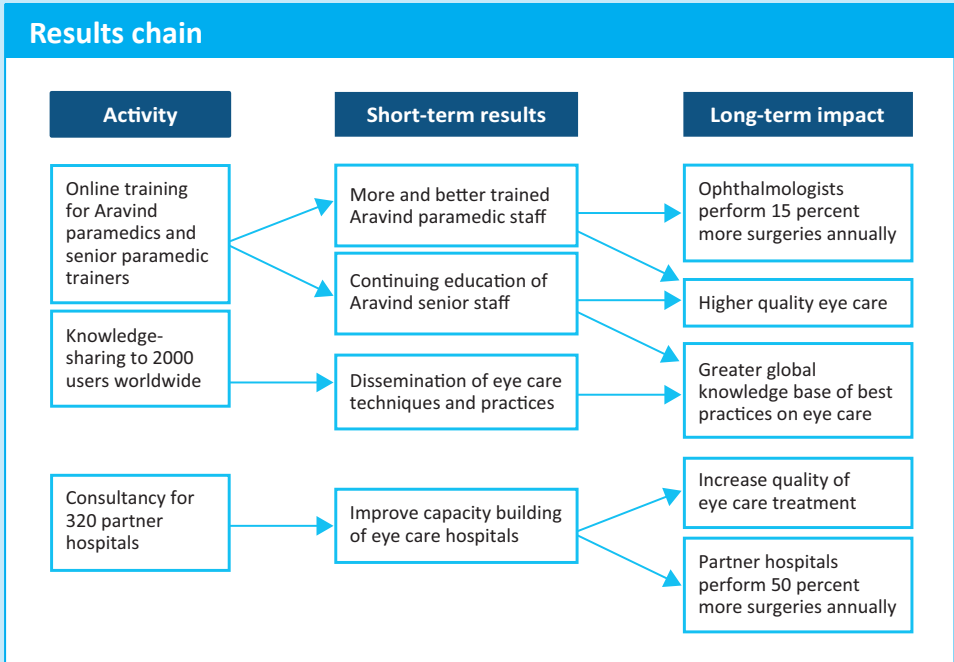 Results chain
Activity
Short-term results
Long-term impact
Online training
for Aravind
paramedics and
senior paramedic
trainers
Knowledge-
sharing to 2000
users worldwide
Consultancy for
320 partner
hospitals
More and better trained
Aravind paramedic staff
Continuing education of
Aravind senior staff
Dissemination of eye care
techniques and practices
Improve capacity building
of eye care hospitals
Ophthalmologists
perform 15 percent
more surgeries annually
Higher quality eye care
Greater global
knowledge base of best
practices on eye care
Increase quality of
eye care treatment
Partner hospitals
perform 50 percent
more surgeries annually